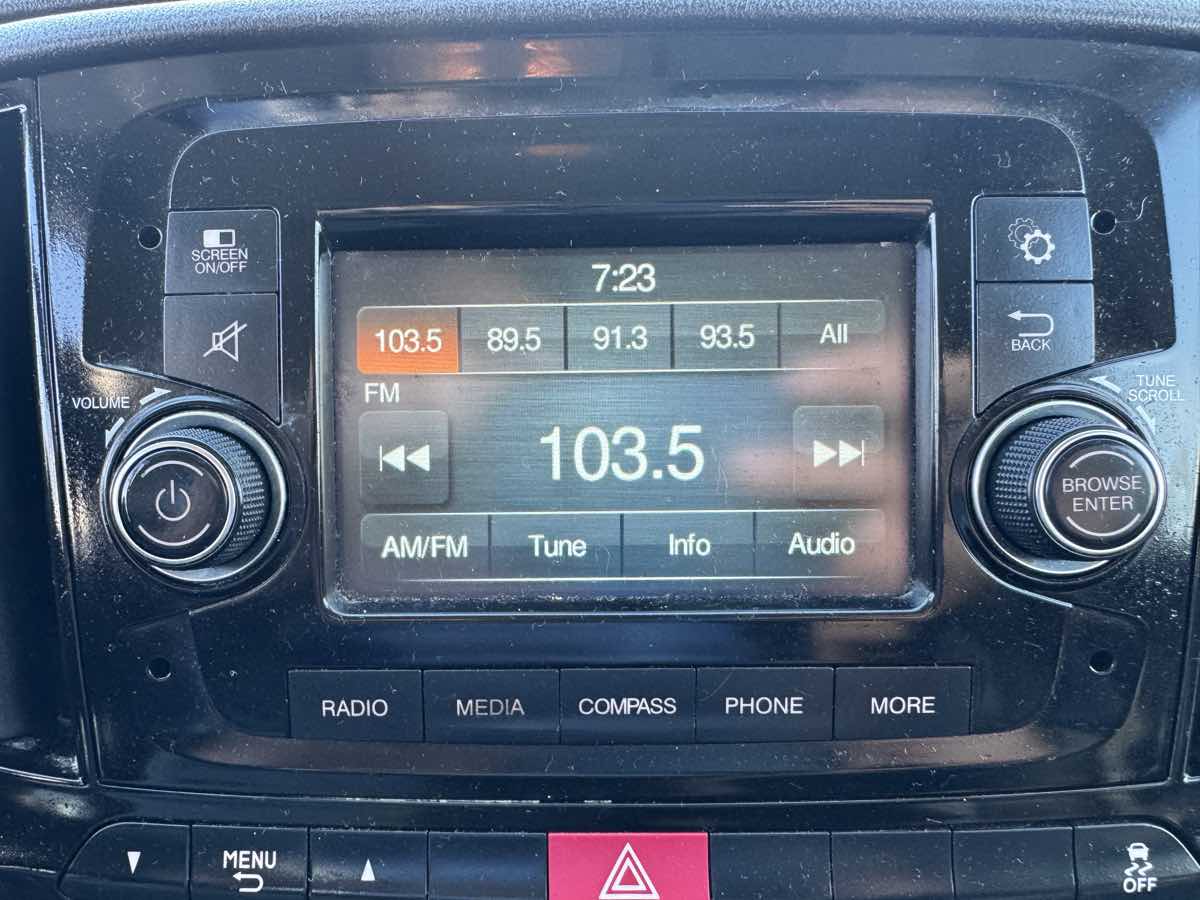 7:23
SCREEN
ON/OFF
103.5 89.5 91.3 93.5 All
BACK
FM
VOLUME
TUNE
SCROLL
103.5
BROWSE
ENTER
AM/FM Tune Info Audio
RADIO MEDIA COMPASS PHONE MORE
MENU
OFF